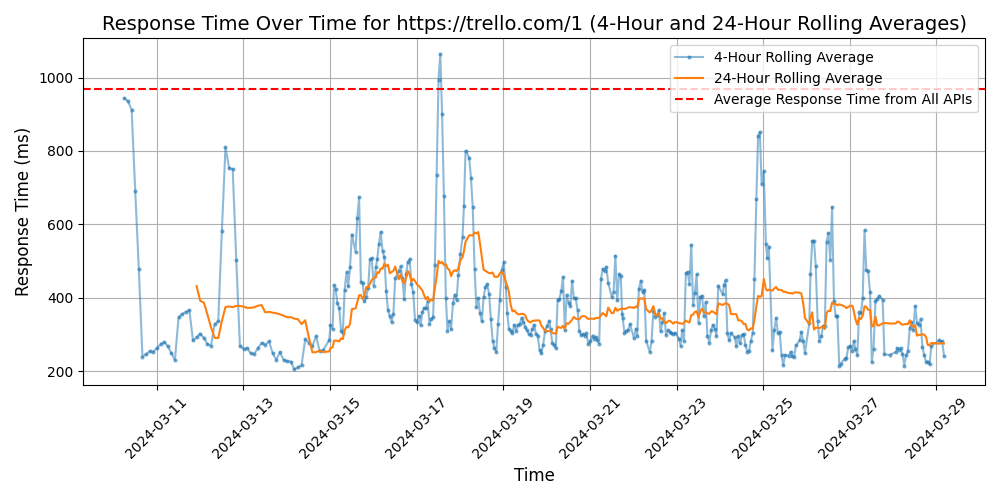 Response Time Over Time for https://trello.com/1 (4-Hour and 24-Hour Rolling Averages)
4-Hour Rolling Average
24-Hour Rolling Average
Average Response Time from All APIs
Response Time (ms)
1000
800
600
400
200
2024-03-11
2024-03-13
2024-03-15
2024-03-17
2024-03-19
2024-03-21
2024-03-23
2024-03-25
2024-03-27
2024-03-29
Time